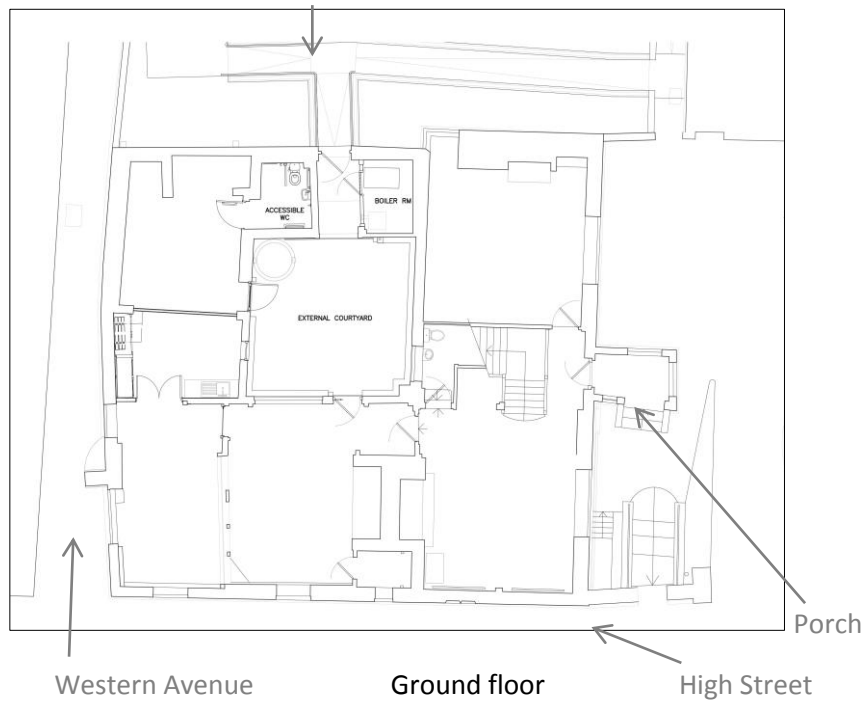 ACCESSIBLE
WC
BOILER RM
EXTERNAL COURTYARD
Porch
Western Avenue
Ground floor
High Street